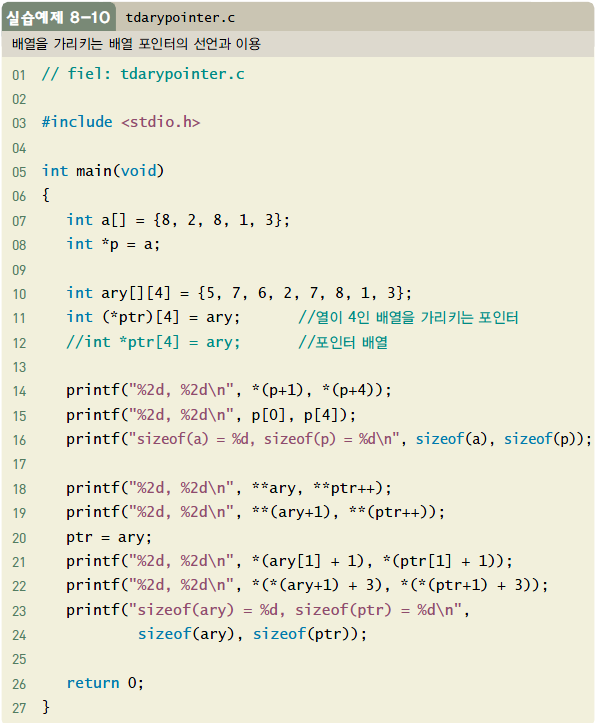 실습예제 8-10 tdarypointer.c
배열을 가리키는 배열 포인터의 선언과 이용
01 // fiel: tdarypointer.c
02
03 #include <stdio.h>
04
05 int main(void)
06 {
07 int a[] = {8, 2, 8, 1, 3};
08 int *p = a;
09
10 int ary[][4] = {5, 7, 6, 2, 7, 8, 1, 3};
11 int (*ptr)[4] = ary; //열이 4인 배열을 가리키는 포인터
12 //int *ptr[4] = ary; //포인터 배열
13
14 printf("%2d, %2d\n", *(p+1), *(p+4));
15 printf("%2d, %2d\n", p[0], p[4]);
16 printf("sizeof(a) = %d, sizeof(p) = %d\n", sizeof(a), sizeof(p));
17
18 printf("%2d, %2d\n", **ary, **ptr++);
19 printf("%2d, %2d\n", **(ary+1), **(ptr++));
20 ptr = ary;
21 printf("%2d, %2d\n", *(ary[1] + 1), *(ptr[1] + 1));
22 printf("%2d, %2d\n", *(*(ary+1) + 3), *(*(ptr+1) + 3));
23 printf("sizeof(ary) = %d, sizeof(ptr) = %d\n",
24 sizeof(ary), sizeof(ptr));
25
26 return 0;
27 }